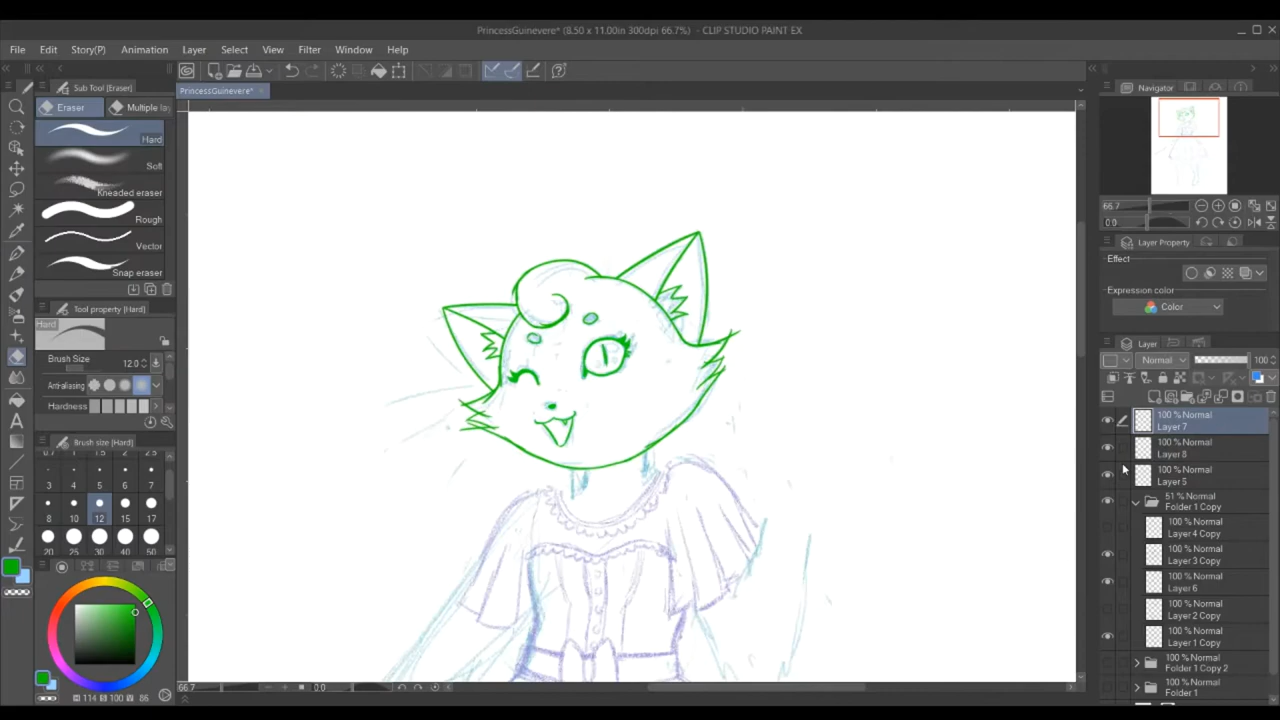 PrincessGuinevere* (8.50 x 11.00in 300dpi 66.7%) - CLIP STUDIO PAINT EX
File Edit Story(P) Animation Layer Select View Filter Window Help
Sub Tool [Eraser]
PrincessGuinevere*
Navigator
Eraser Multiple la
Hard
Soft
Kneaded eraser
Rough
Vector
Snap eraser
Tool property [Hard]
Hard
Brush Size 12.0
Anti-aliasing
Hardness
Brush size [Hard]
3 4 5 6 7
8 10 12 15 17
20 25 30 40 50
114 100 86
66.7 0.0
66.7
0.0
Layer Property
Effect
Expression color
Color
Layer
Normal 100
100 % Normal
Layer 7
100 % Normal
Layer 8
100 % Normal
Layer 5
51 % Normal
Folder 1 Copy
100 % Normal
Layer 4 Copy
100 % Normal
Layer 3 Copy
100 % Normal
Layer 6
100 % Normal
Layer 2 Copy
100 % Normal
Layer 1 Copy
100 % Normal
Folder 1 Copy 2
100 % Normal
Folder 1